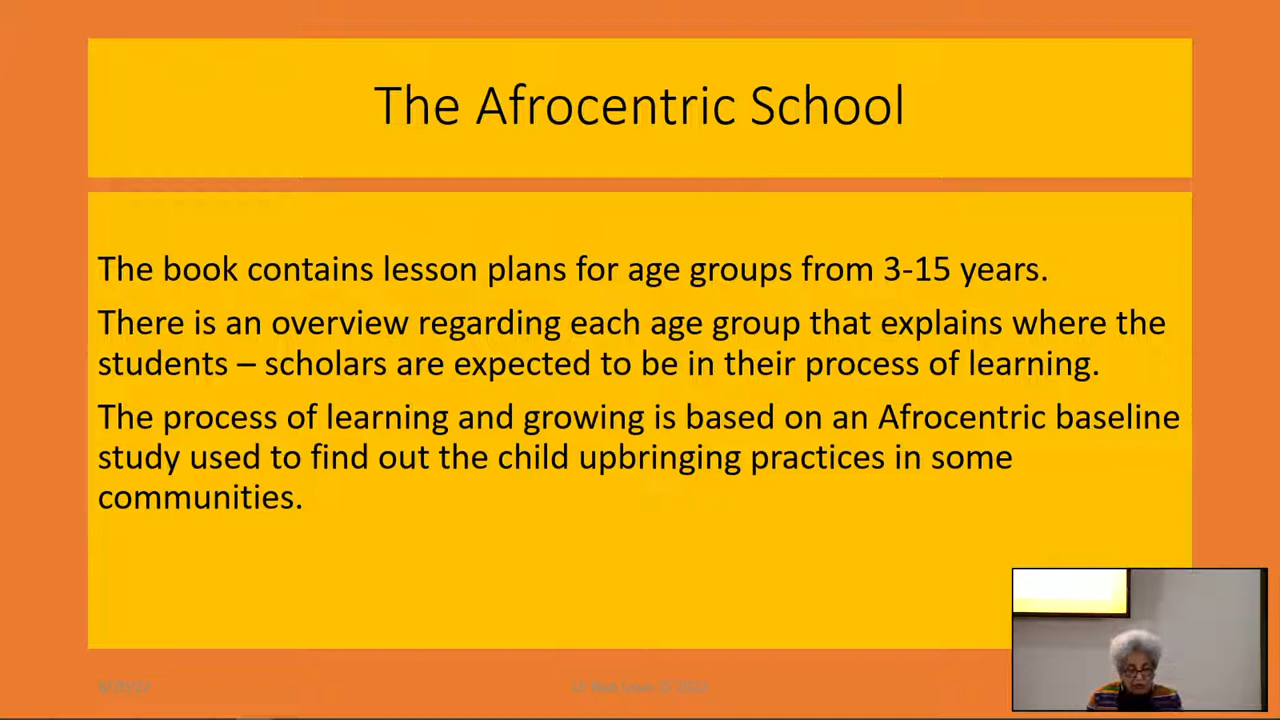 The Afrocentric School
The book contains lesson plans for age groups from 3-15 years.
There is an overview regarding each age group that explains where the
students – scholars are expected to be in their process of learning.
The process of learning and growing is based on an Afrocentric baseline
study used to find out the child upbringing practices in some
communities.